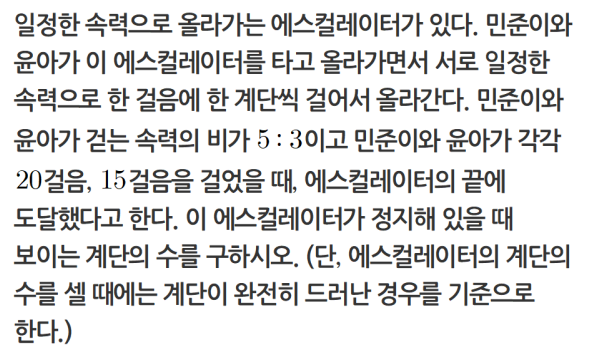 일정한 속력으로 올라가는 에스컬레이터가 있다. 민준이와
윤아가 이 에스컬레이터를 타고 올라가면서 서로 일정한
속력으로 한 걸음에 한 계단씩 걸어서 올라간다. 민준이와
윤아가 걷는 속력의 비가 5 : 3이고 민준이와 윤아가 각각
20걸음, 15걸음을 걸었을 때, 에스컬레이터의 끝에
도달했다고 한다. 이 에스컬레이터가 정지해 있을 때
보이는 계단의 수를 구하시오. (단, 에스컬레이터의 계단의
수를 셀 때에는 계단이 완전히 드러난 경우를 기준으로
한다.)